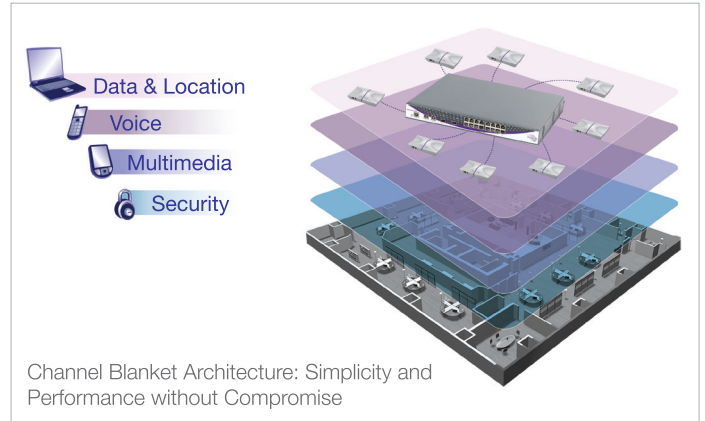 Data & Location
Voice
Multimedia
Security
Channel Blanket Architecture: Simplicity and
Performance without Compromise